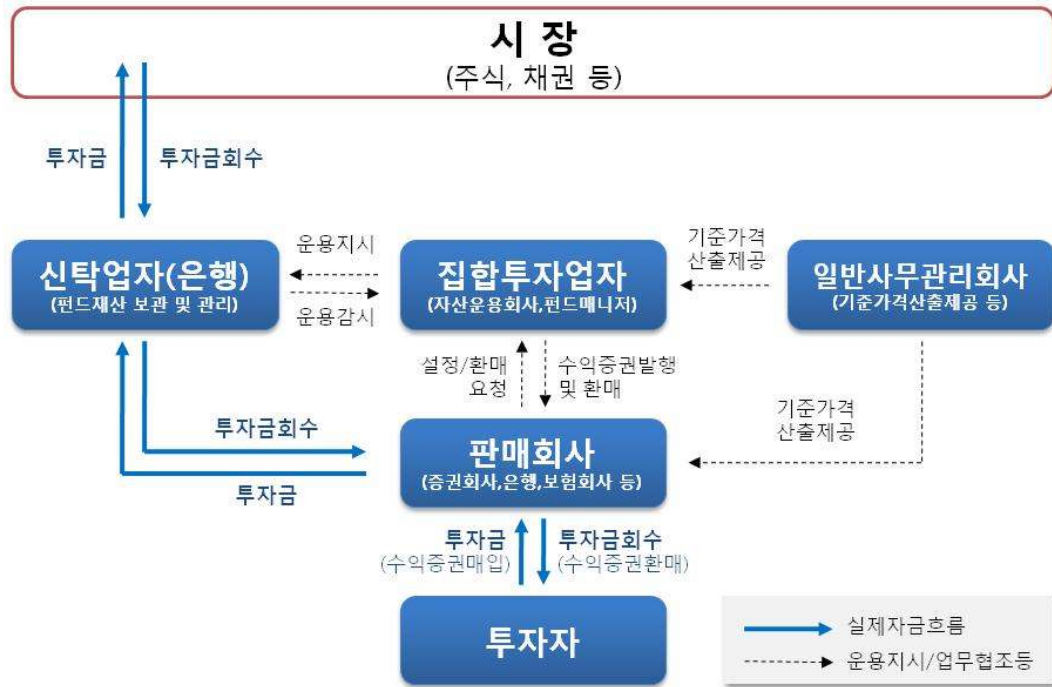 시 장
(주식, 채권 등)
투자금
투자금회수
신탁업자(은행)
(펀드재산 보관 및 관리)
운용지시
운용감시
집합투자업자
(자산운용회사,펀드매니저)
기준가격
산출제공
일반사무관리회사
(기준가격산출제공 등)
설정/환매
요청
수익증권발행
및 환매
기준가격
산출제공
투자금회수
투자금
판매회사
(증권회사,은행,보험회사 등)
투자금
(수익증권매입)
투자금회수
(수익증권환매)
투자자
실제자금흐름
운용지시/업무협조등